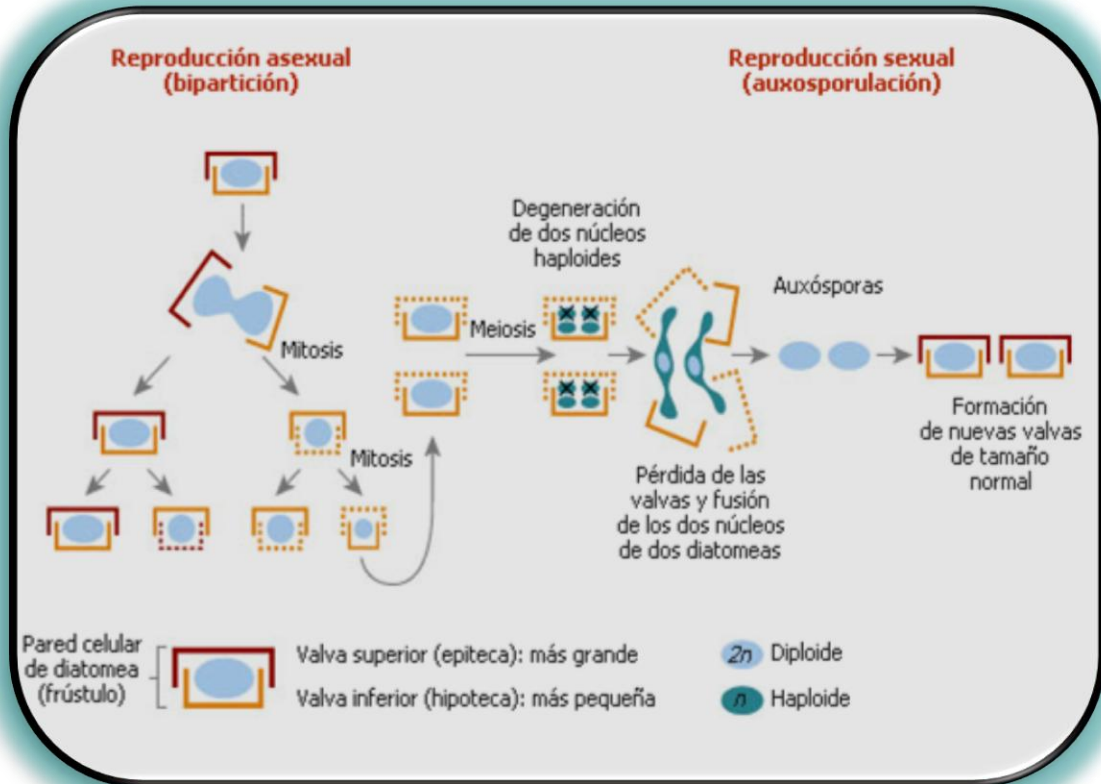 Reproducción asexual
(bipartición)
Reproducción sexual
(auxosporulación)
Degeneración
de dos núcleos
haploides
Auxósporas
Meiosis
Mitosis
Mitosis
Formación
de nuevas valvas
de tamaño
normal
Pérdida de las
valvas y fusión
de los dos núcleos
de dos diatomeas
Pared celular
de diatomea
(frústulo)
Valva superior (epiteca): más grande
Valva inferior (hipoteca): más pequeña
2n Diploide
n Haploide